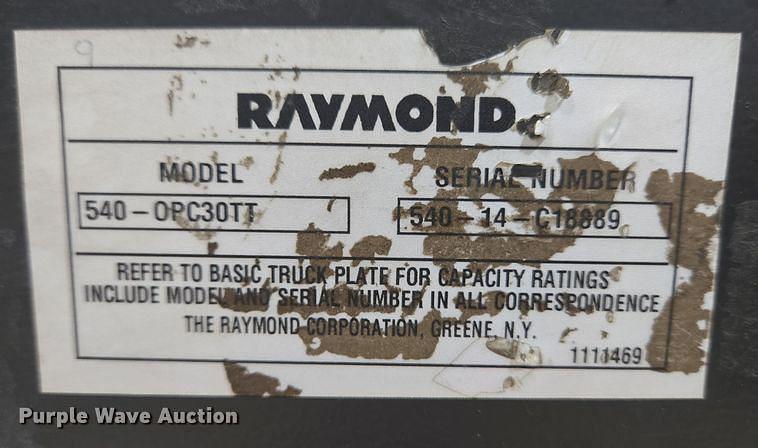 9
RAYMOND
MODEL SERIAL NUMBER
540-OPC30TT 540-14-C18889
REFER TO BASIC TRUCK PLATE FOR CAPACITY RATINGS
INCLUDE MODEL AND SERIAL NUMBER IN ALL CORRESPONDENCE
THE RAYMOND CORPORATION, GREENE, N.Y.
1111469
Purple Wave Auction